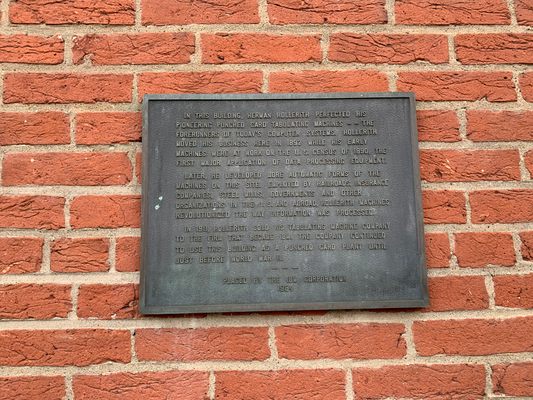 IN THIS BUILDING, HERMAN HOLLERITH PERFECTED HIS
PIONEERING PUNCHED CARD TABULATING MACHINES -- THE
FORERUNNERS OF TODAY'S COMPUTER SYSTEMS. HOLLERITH
MOVED HIS BUSINESS HERE IN 1892 WHILE HIS EARLY
MACHINES WERE AT WORK ON THE U.S. CENSUS OF 1890, THE
FIRST MAJOR APPLICATION OF DATA PROCESSING EQUIPMENT.
LATER, HE DEVELOPED MORE AUTOMATIC FORMS OF THE
MACHINES ON THIS SITE. EMPLOYED BY RAILROADS, INSURANCE
COMPANIES, STEEL MILLS, GOVERNMENTS AND OTHER
ORGANIZATIONS IN THE U.S. AND ABROAD, HOLLERITH MACHINES
REVOLUTIONIZED THE WAY INFORMATION WAS PROCESSED.
IN 1911, HOLLERITH SOLD HIS TABULATING MACHINE COMPANY
TO THE FIRM THAT BECAME IBM. THE COMPANY CONTINUED
TO USE THIS BUILDING AS A PUNCHED CARD PLANT UNTIL
JUST BEFORE WORLD WAR II.
PLACED BY THE IBM CORPORATION
1984